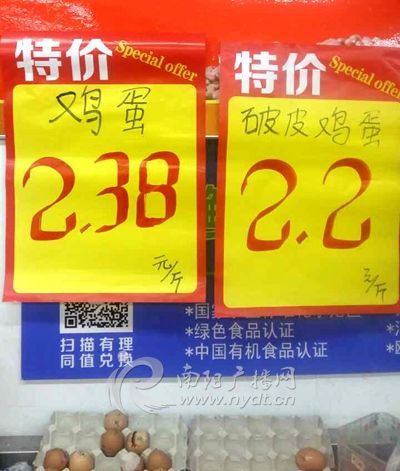 特价
Special offer
鸡蛋
2.38
元/斤
特价
Special offer
破皮鸡蛋
2.2
元/斤
扫描有理
同值兑换
*国家
*绿色食品认证
*中国有机食品认证
南阳广播网
www.nydt.cn